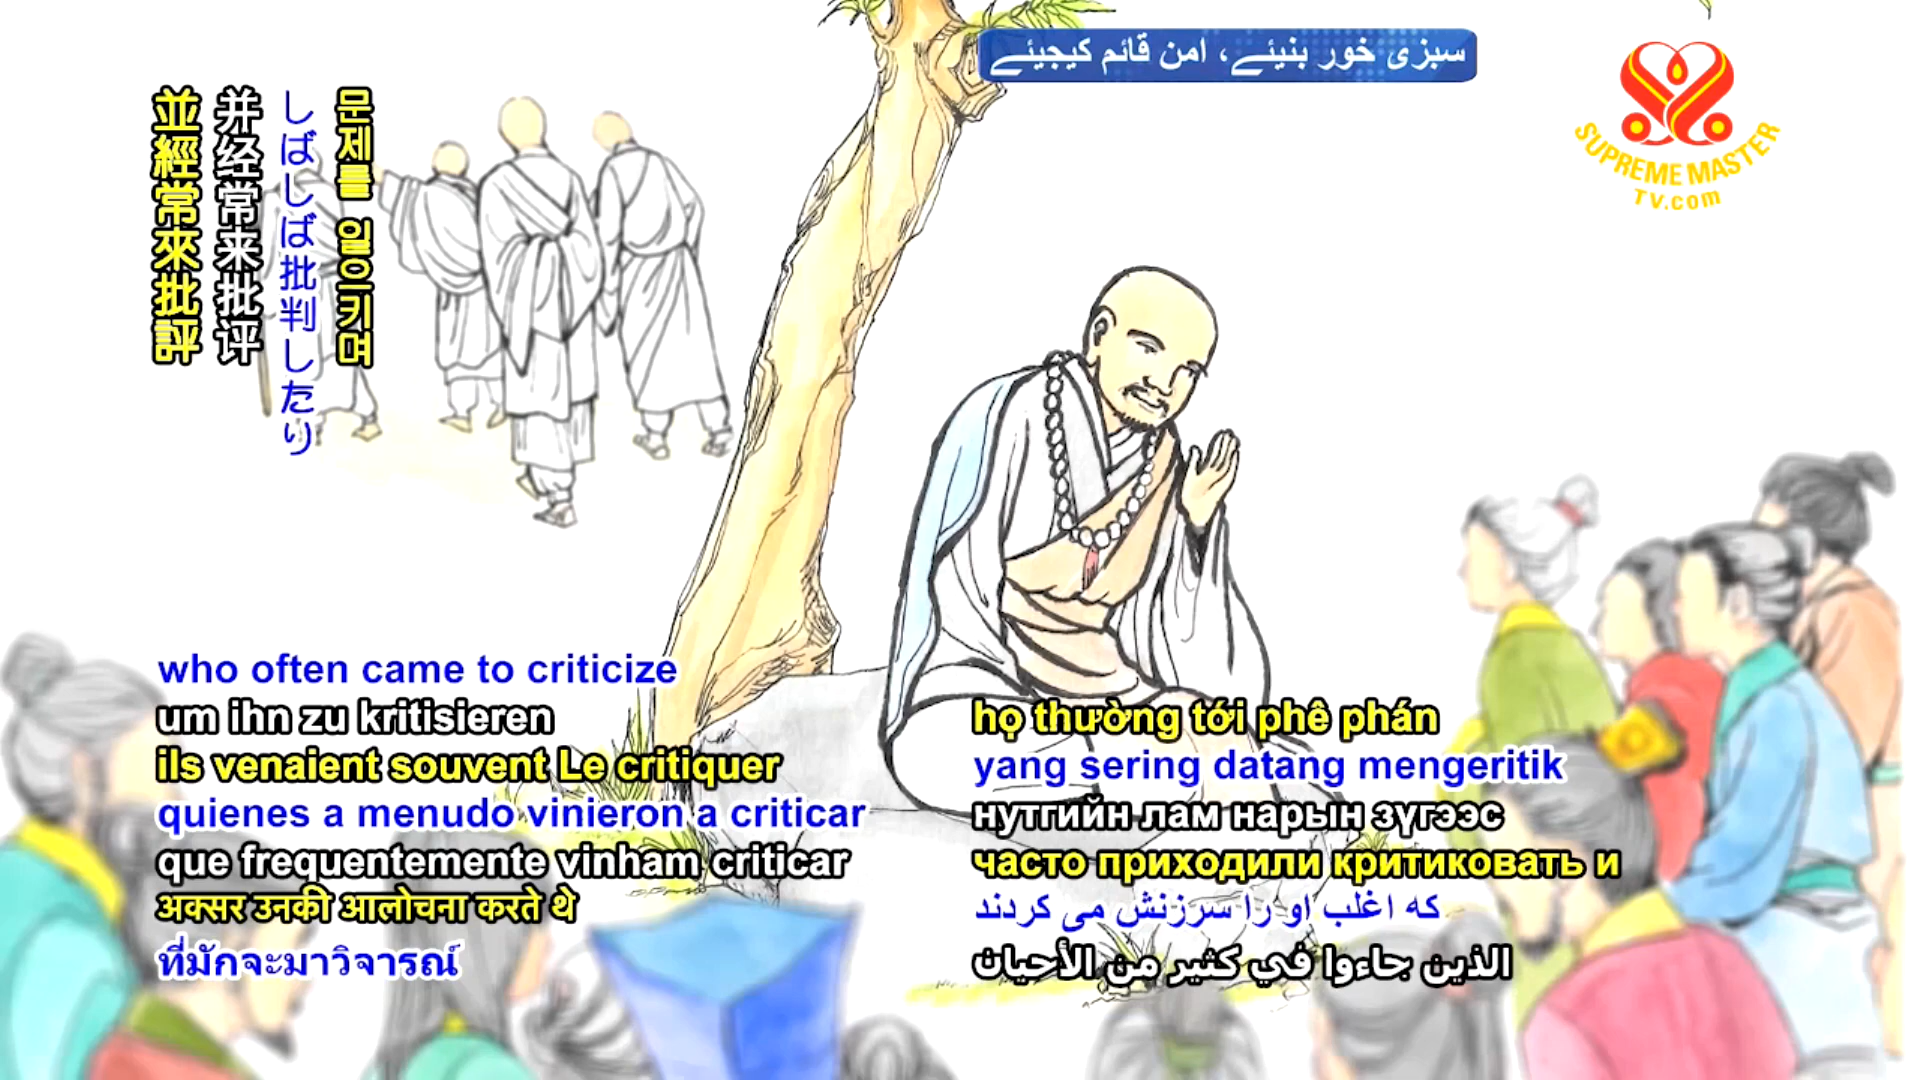 سبزی خور بنیئے، امن قائم کیجیئے
SUPREME MASTER
TV.com
並經常來批評
并经常来批评
しばしば批判したり
문제를 일으키며
who often came to criticize
um ihn zu kritisieren
ils venaient souvent Le critiquer
quienes a menudo vinieron a criticar
que frequentemente vinham criticar
अक्सर उनकी आलोचना करते थे
ที่มักจะมาวิจารณ์
họ thường tới phê phán
yang sering datang mengeritik
нутгийн лам нарын зүгээс
часто приходили критиковать и
که اغلب او را سرزنش می کردند
الذين جاءوا في كثير من الأحيان